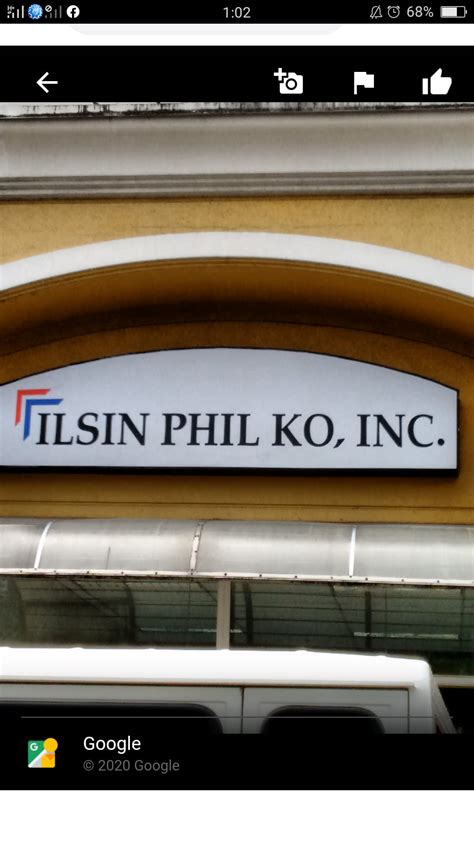 1:02
68%
ILSIN PHIL KO, INC.
Google
© 2020 Google